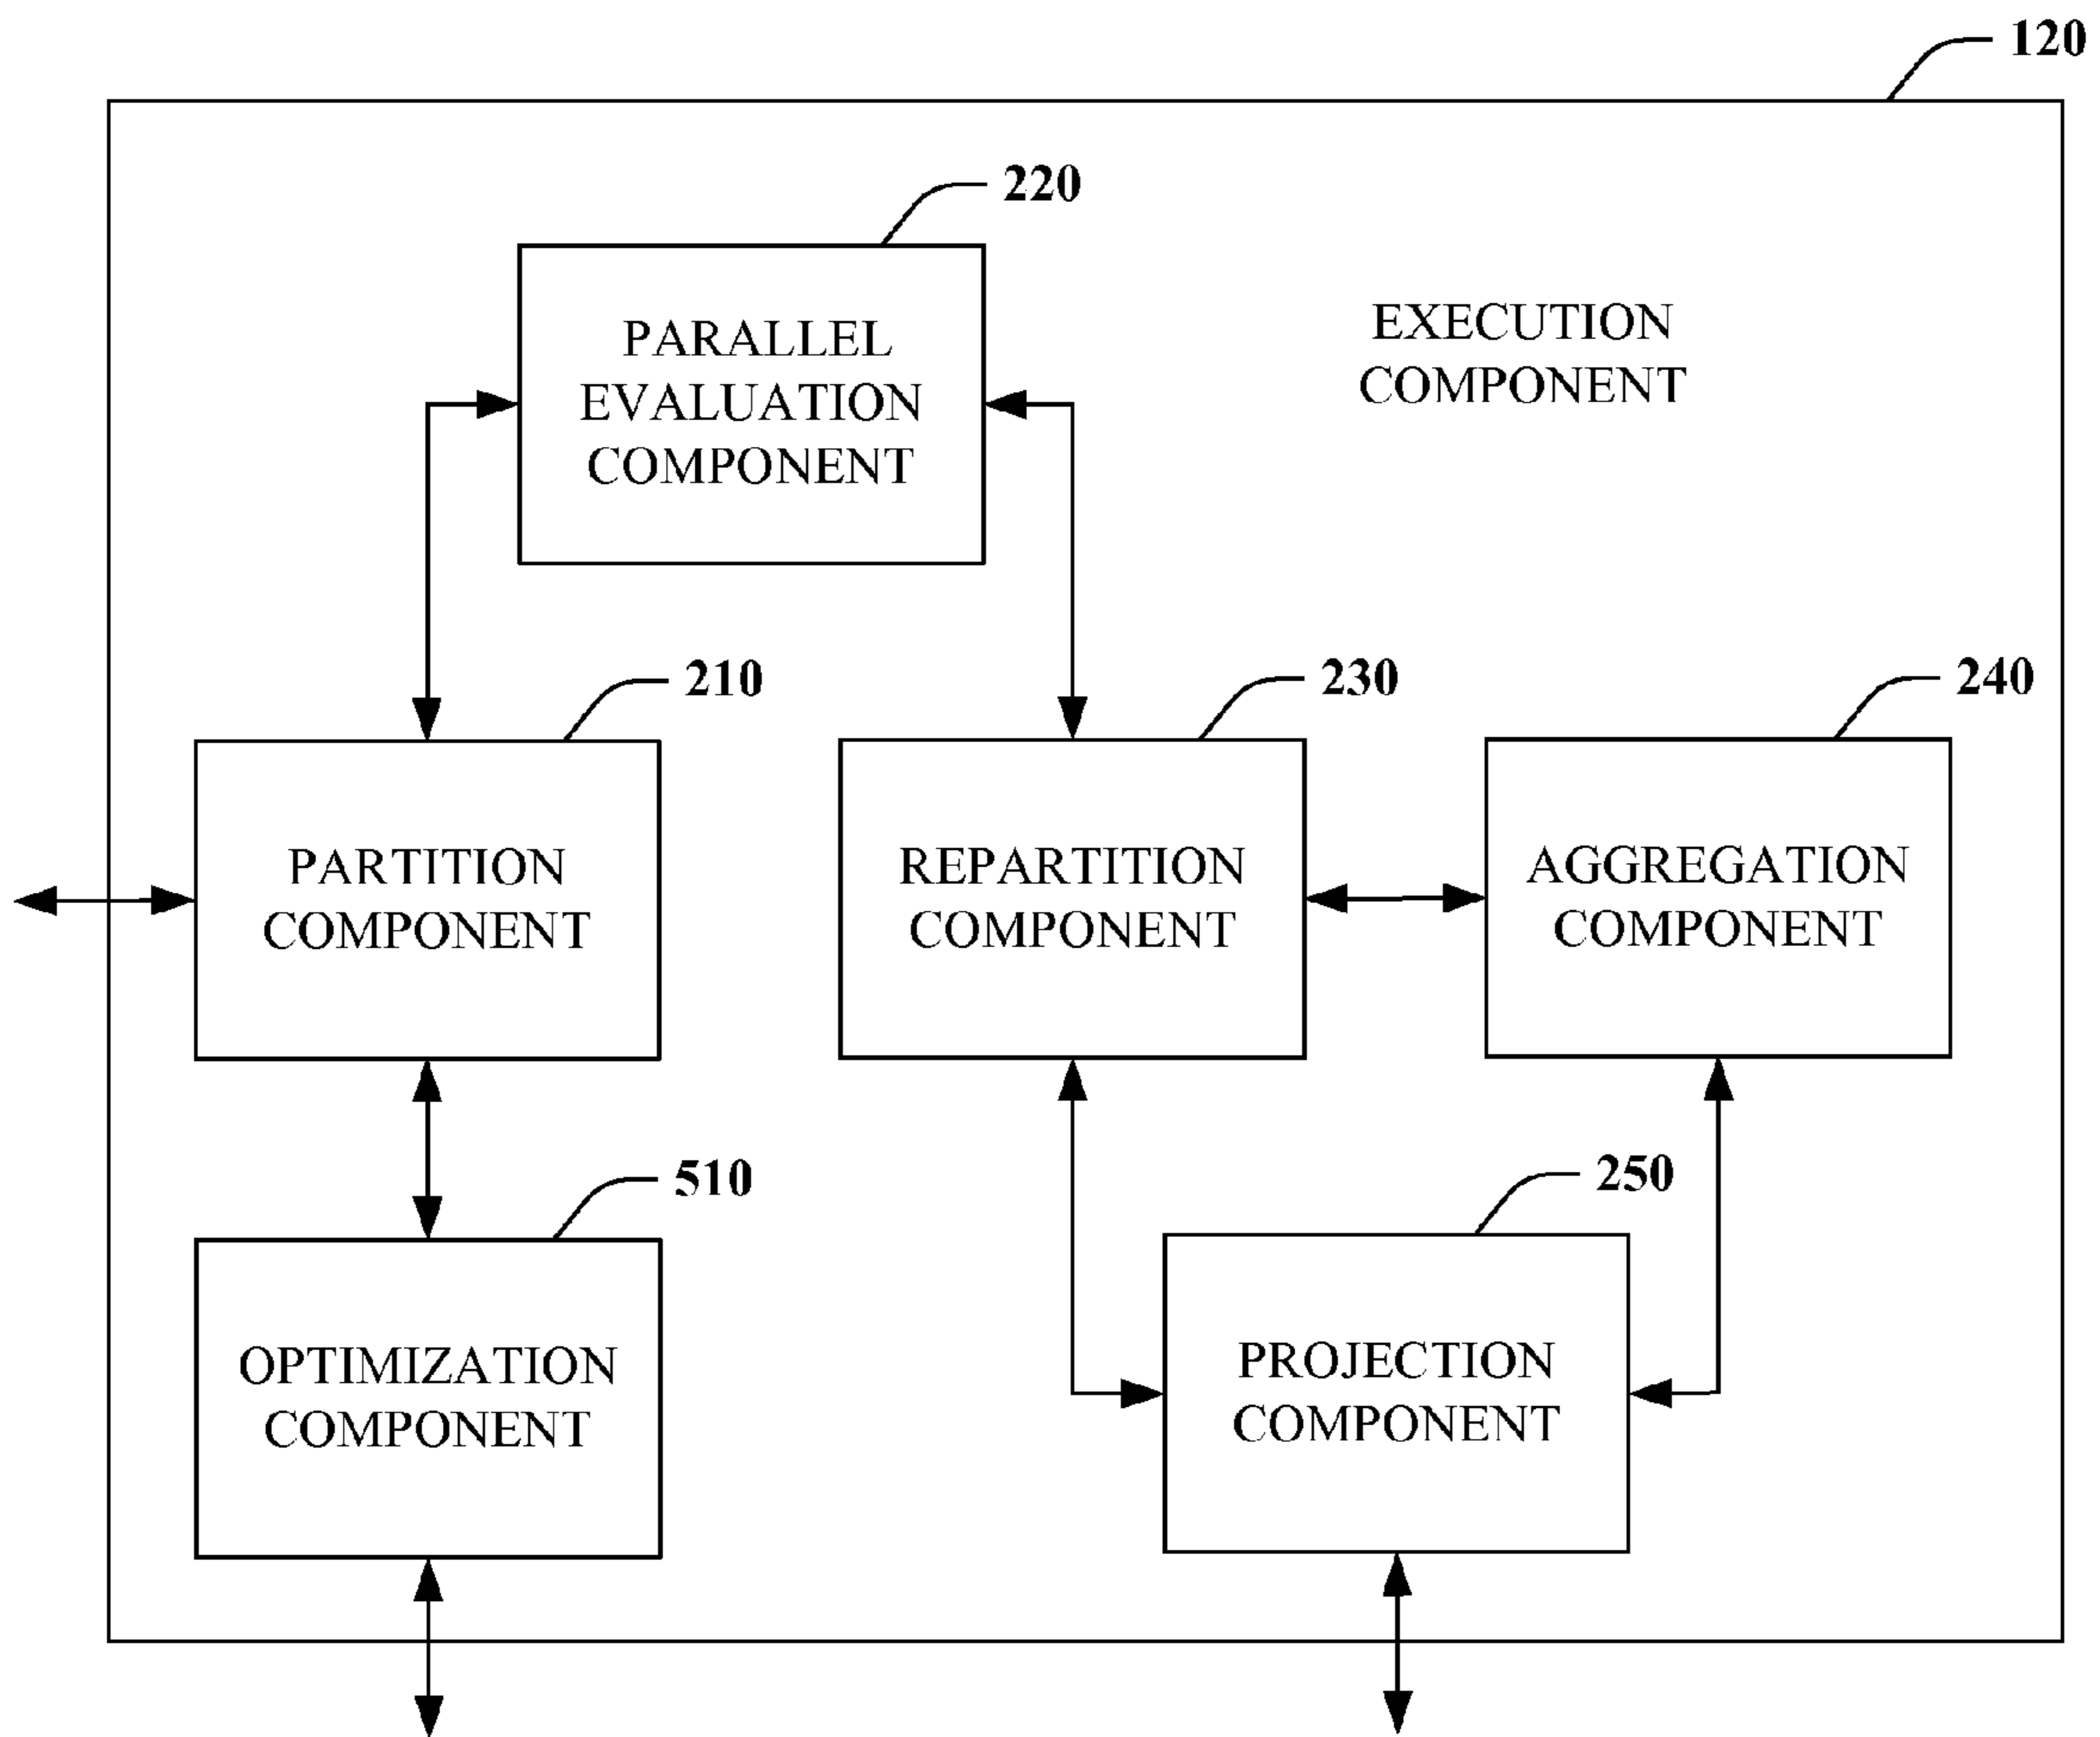 120
220
PARALLEL
EVALUATION
COMPONENT
EXECUTION
COMPONENT
210
230
240
PARTITION
COMPONENT
REPARTITION
COMPONENT
AGGREGATION
COMPONENT
510
250
OPTIMIZATION
COMPONENT
PROJECTION
COMPONENT